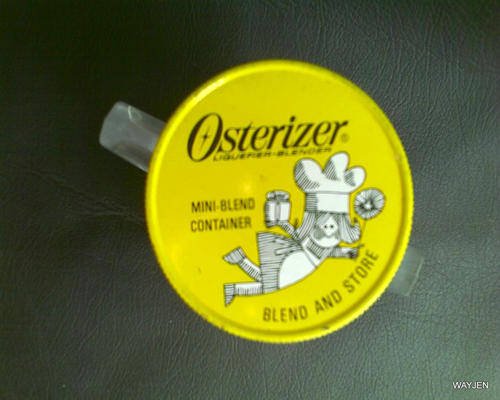 Osterizer®
LIQUEFIER-BLENDER
MINI-BLEND
CONTAINER
BLEND AND STORE
WAYJEN